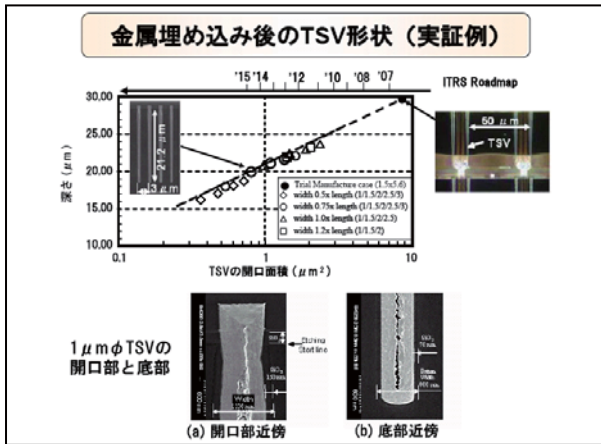 金属埋め込み後のTSV形状（実証例）
'15 '14 '12 '10 '08 '07
ITRS Roadmap
30,00
25,00
20,00
15,00
10,00
深さ(μm)
21.2 μm
3 μm
50 μm
TSV
● Trial Manufacture case (1.5x5.6)
◇ width 0.5x length (1/1.5/2/2.5/3)
○ width 0.75x length (1/1.5/2/2.5/3)
△ width 1.0x length (1/1.5/2/2.5)
□ width 1.2x length (1/1.5/2)
0.1 1 10
TSVの開口面積(μm²)
1μmφTSVの
開口部と底部
Etching
Start line
Width
(a) 開口部近傍
(b) 底部近傍